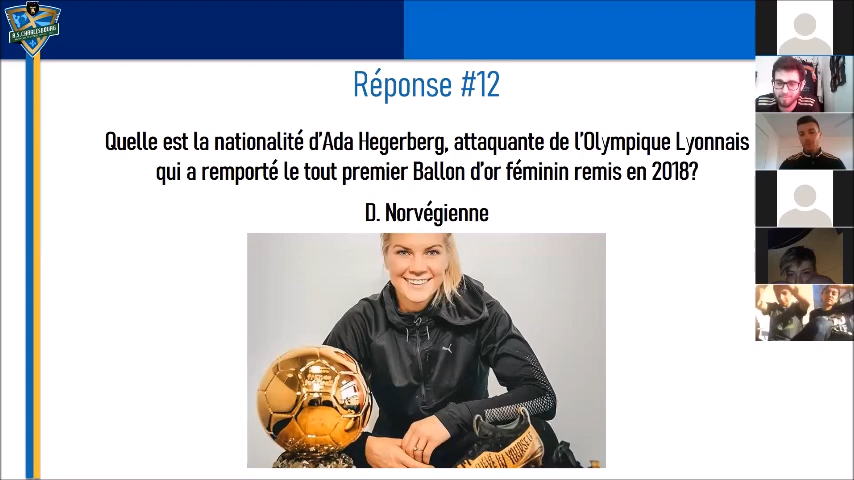 A.S. CHARLESBOURG
Réponse #12
Quelle est la nationalité d'Ada Hegerberg, attaquante de l'Olympique Lyonnais
qui a remporté le tout premier Ballon d'or féminin remis en 2018?
D. Norvégienne